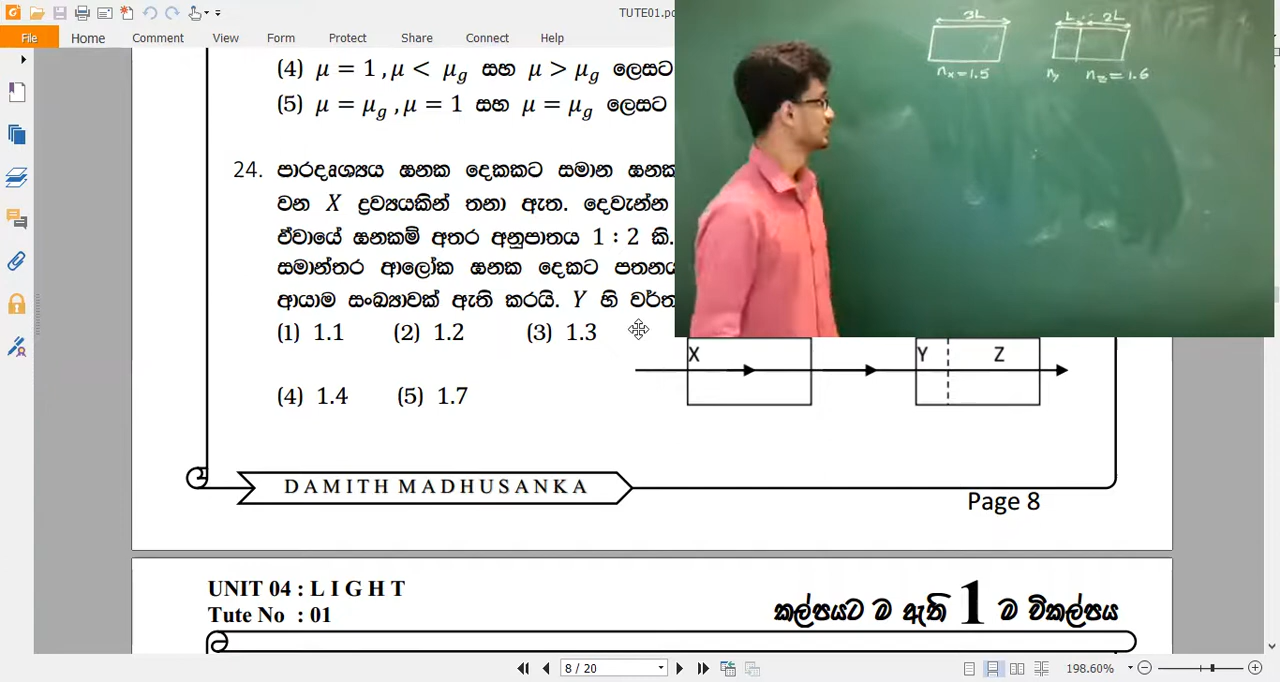 TUTE01.pd
File Home Comment View Form Protect Share Connect Help
(4) μ = 1 , μ < μg සහ μ > μg ලෙසට
(5) μ = μg , μ = 1 සහ μ = μg ලෙසට
24. පාරදෘශ්‍යය ඝනක දෙකකට සමාන ඝනක
වන X ද්‍රව්‍යයකින් තනා ඇත. දෙවැන්න
ඒවායේ ඝනකම් අතර අනුපාතය 1 : 2 කි.
සමාන්තර ආලෝක ඝනක දෙකට පතනය
ආයාම සංඛ්‍යාවක් ඇති කරයි. Y හි වර්ත
(1) 1.1 (2) 1.2 (3) 1.3
(4) 1.4 (5) 1.7
3L L 2L
nx = 1.5 ny nz = 1.6
X Y Z
DAMITH MADHUSANKA
Page 8
UNIT 04 : L I G H T
Tute No : 01
කල්පයට ම ඇති 1 ම විකල්පය
8 / 20
198.60%